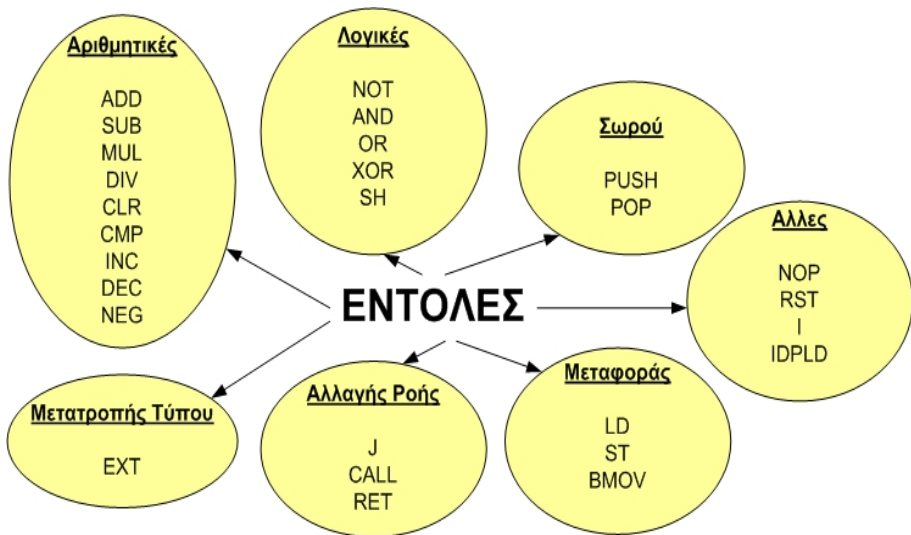 Αριθμητικές
ADD
SUB
MUL
DIV
CLR
CMP
INC
DEC
NEG
Λογικές
NOT
AND
OR
XOR
SH
Σωρού
PUSH
POP
Αλλες
NOP
RST
I
IDPLD
ΕΝΤΟΛΕΣ
Μετατροπής Τύπου
EXT
Αλλαγής Ροής
J
CALL
RET
Μεταφοράς
LD
ST
BMOV